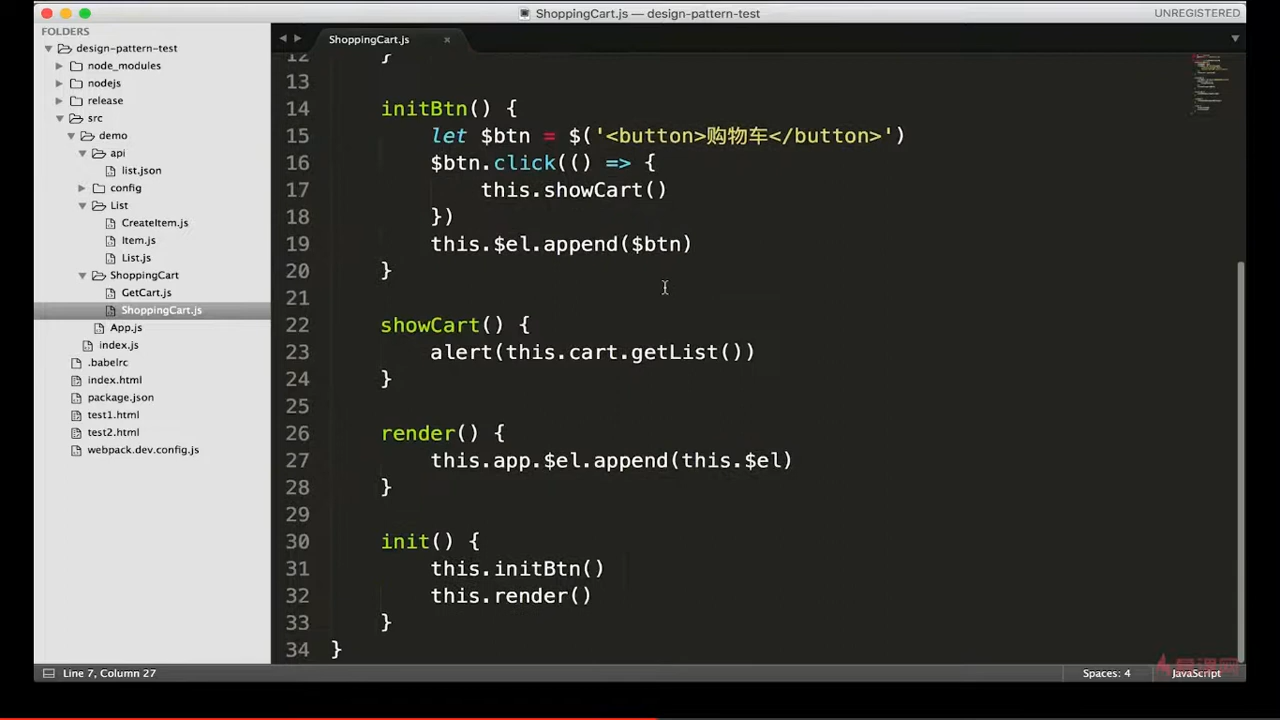 ShoppingCart.js — design-pattern-test
UNREGISTERED
FOLDERS
design-pattern-test
node_modules
nodejs
release
src
demo
api
list.json
config
List
CreateItem.js
Item.js
List.js
ShoppingCart
GetCart.js
ShoppingCart.js
App.js
index.js
.babelrc
index.html
package.json
test1.html
test2.html
webpack.dev.config.js
ShoppingCart.js ×
12 }
13
14 initBtn() {
15 let $btn = $('<button>购物车</button>')
16 $btn.click(() => {
17 this.showCart()
18 })
19 this.$el.append($btn)
20 }
21
22 showCart() {
23 alert(this.cart.getList())
24 }
25
26 render() {
27 this.app.$el.append(this.$el)
28 }
29
30 init() {
31 this.initBtn()
32 this.render()
33 }
34 }
Line 7, Column 27
Spaces: 4
JavaScript